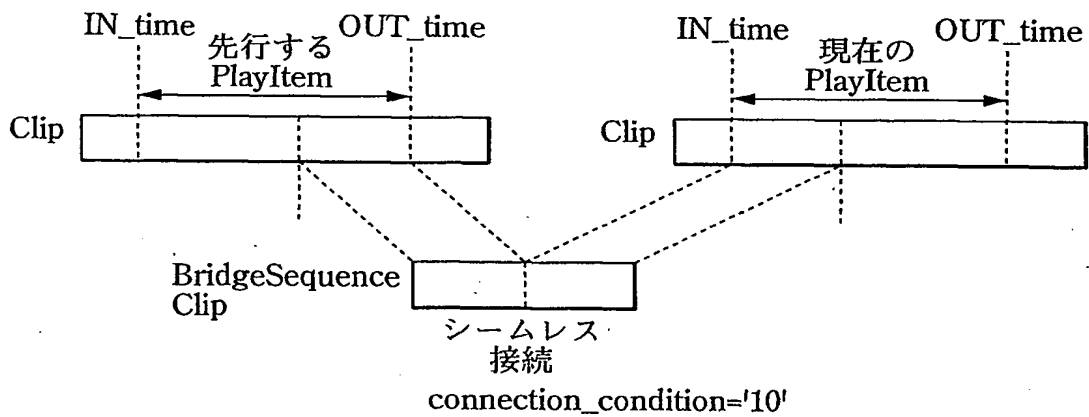 IN_time
先行する
PlayItem
OUT_time
IN_time
現在の
PlayItem
OUT_time
Clip
Clip
BridgeSequence
Clip
シームレス
接続
connection_condition='10'